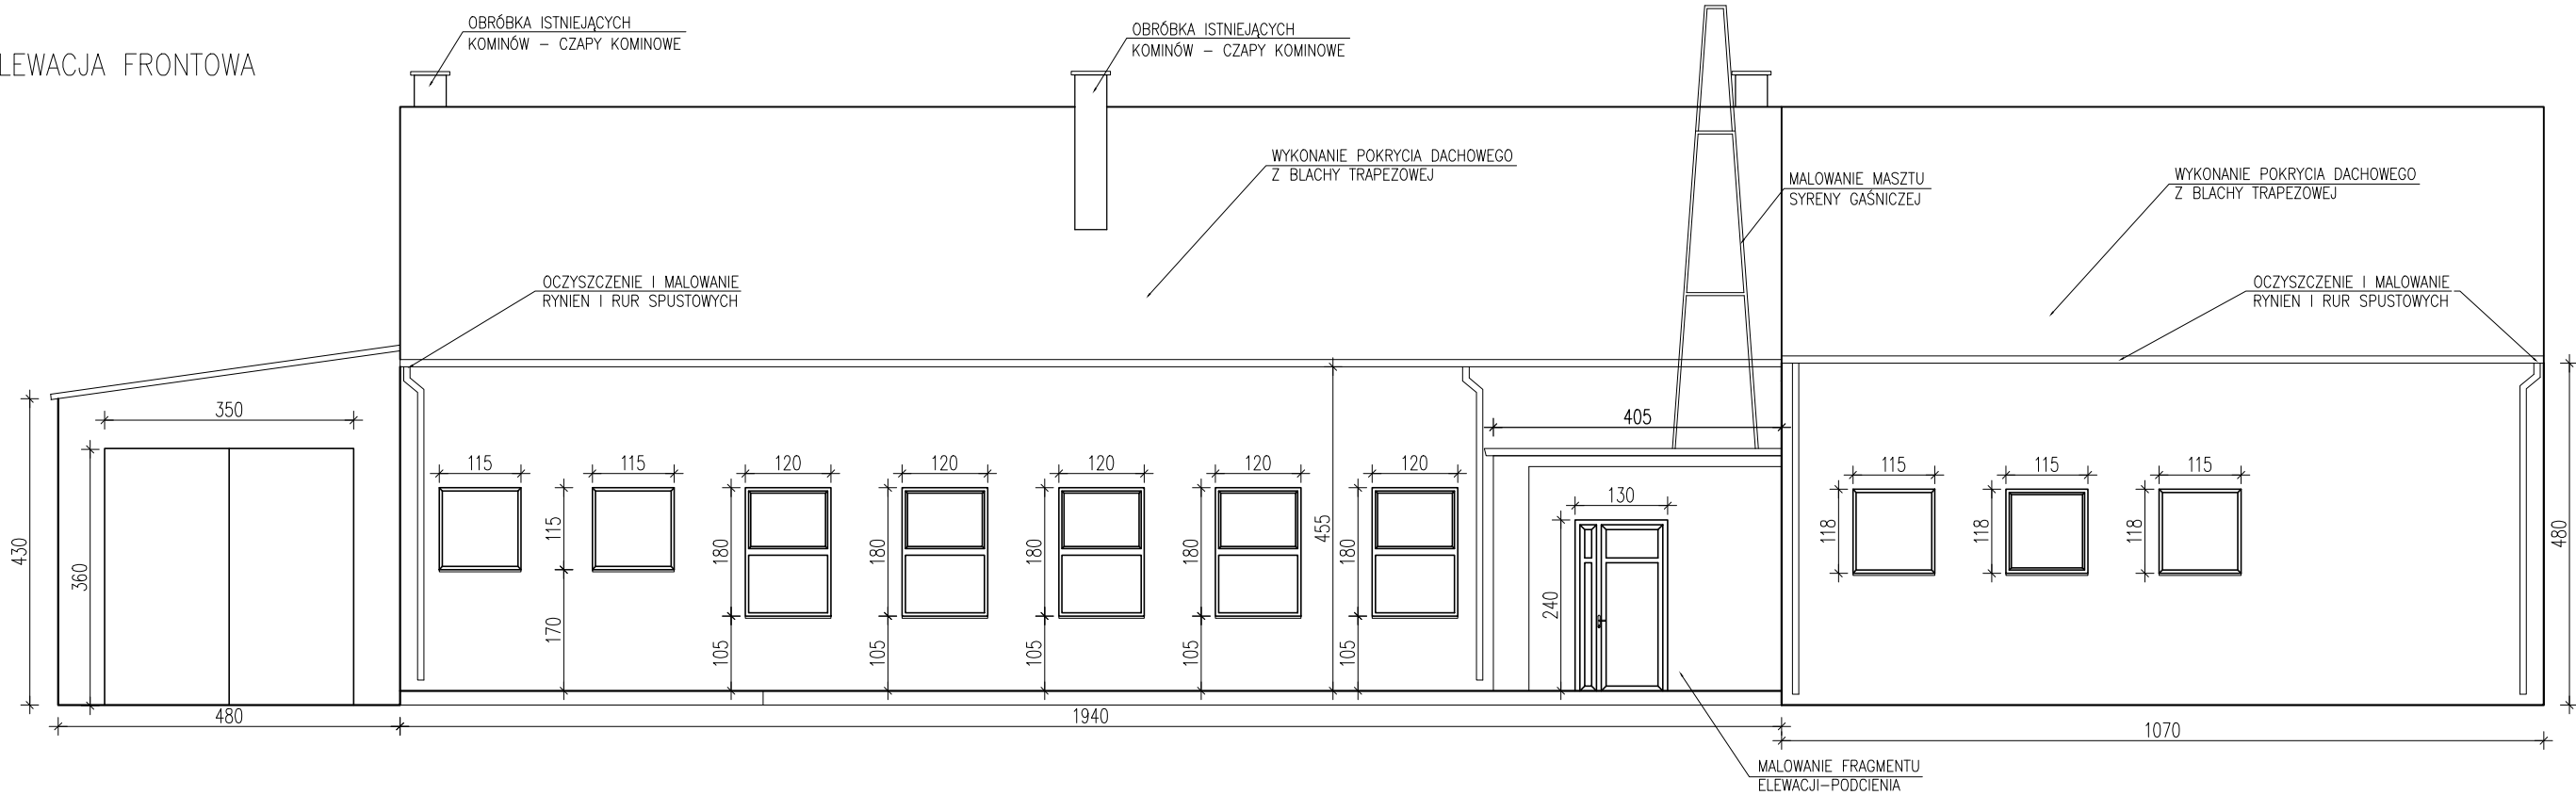 LEWACJA FRONTOWA
OBRÓBKA ISTNIEJĄCYCH
KOMINÓW - CZAPY KOMINOWE
OBRÓBKA ISTNIEJĄCYCH
KOMINÓW - CZAPY KOMINOWE
WYKONANIE POKRYCIA DACHOWEGO
Z BLACHY TRAPEZOWEJ
MALOWANIE MASZTU
SYRENY GAŚNICZEJ
WYKONANIE POKRYCIA DACHOWEGO
Z BLACHY TRAPEZOWEJ
OCZYSZCZENIE I MALOWANIE
RYNIEN I RUR SPUSTOWYCH
OCZYSZCZENIE I MALOWANIE
RYNIEN I RUR SPUSTOWYCH
350
405
115
115
120
120
120
120
120
130
115
115
115
430
360
115
170
180
105
180
105
180
105
180
105
455
180
105
240
118
118
118
480
480
1940
1070
MALOWANIE FRAGMENTU
ELEWACJI-PODCIENIA